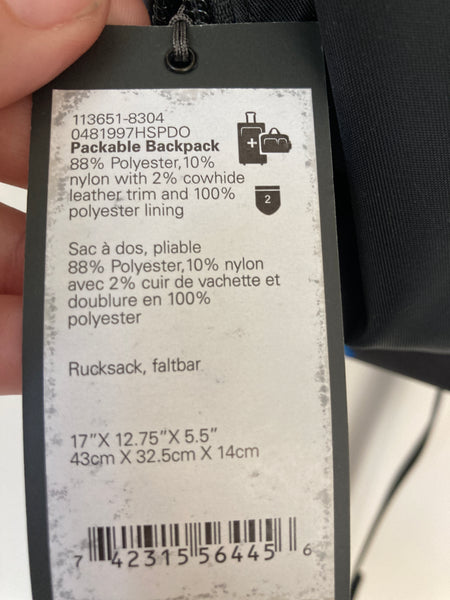 113651-8304
0481997HSPDO
Packable Backpack
88% Polyester,10%
nylon with 2% cowhide
leather trim and 100%
polyester lining
2
Sac à dos, pliable
88% Polyester,10% nylon
avec 2% cuir de vachette et
doublure en 100%
polyester
Rucksack, faltbar
17"X 12.75"X 5.5"
43cm X 32.5cm X 14cm
7 42315 56445 6